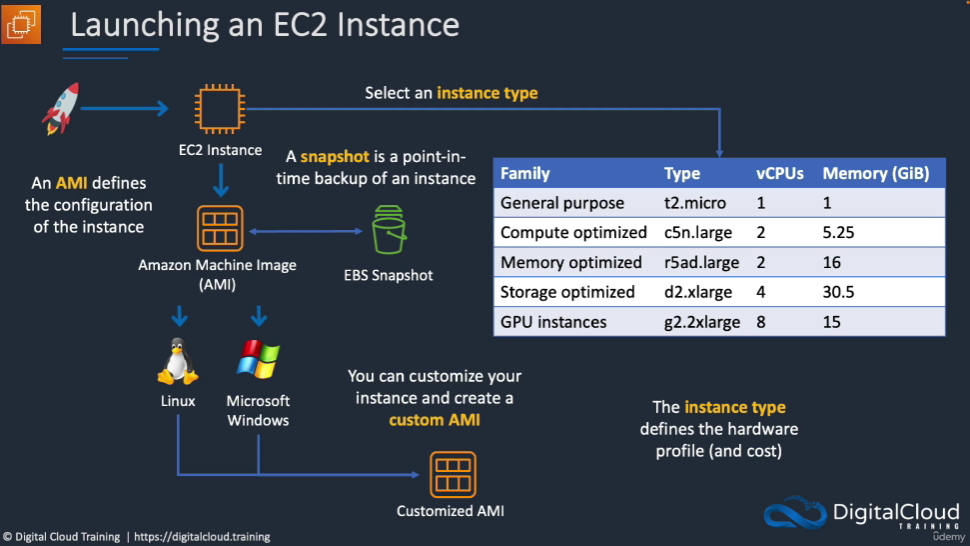 Launching an EC2 Instance
Select an instance type
EC2 Instance
An AMI defines
the configuration
of the instance
A snapshot is a point-in-
time backup of an instance
Amazon Machine Image
(AMI)
EBS Snapshot
Family Type vCPUs Memory (GiB)
General purpose t2.micro 1 1
Compute optimized c5n.large 2 5.25
Memory optimized r5ad.large 2 16
Storage optimized d2.xlarge 4 30.5
GPU instances g2.2xlarge 8 15
Linux
Microsoft
Windows
You can customize your
instance and create a
custom AMI
Customized AMI
The instance type
defines the hardware
profile (and cost)
DigitalCloud
TRAINING
ûdemy
© Digital Cloud Training | https://digitalcloud.training